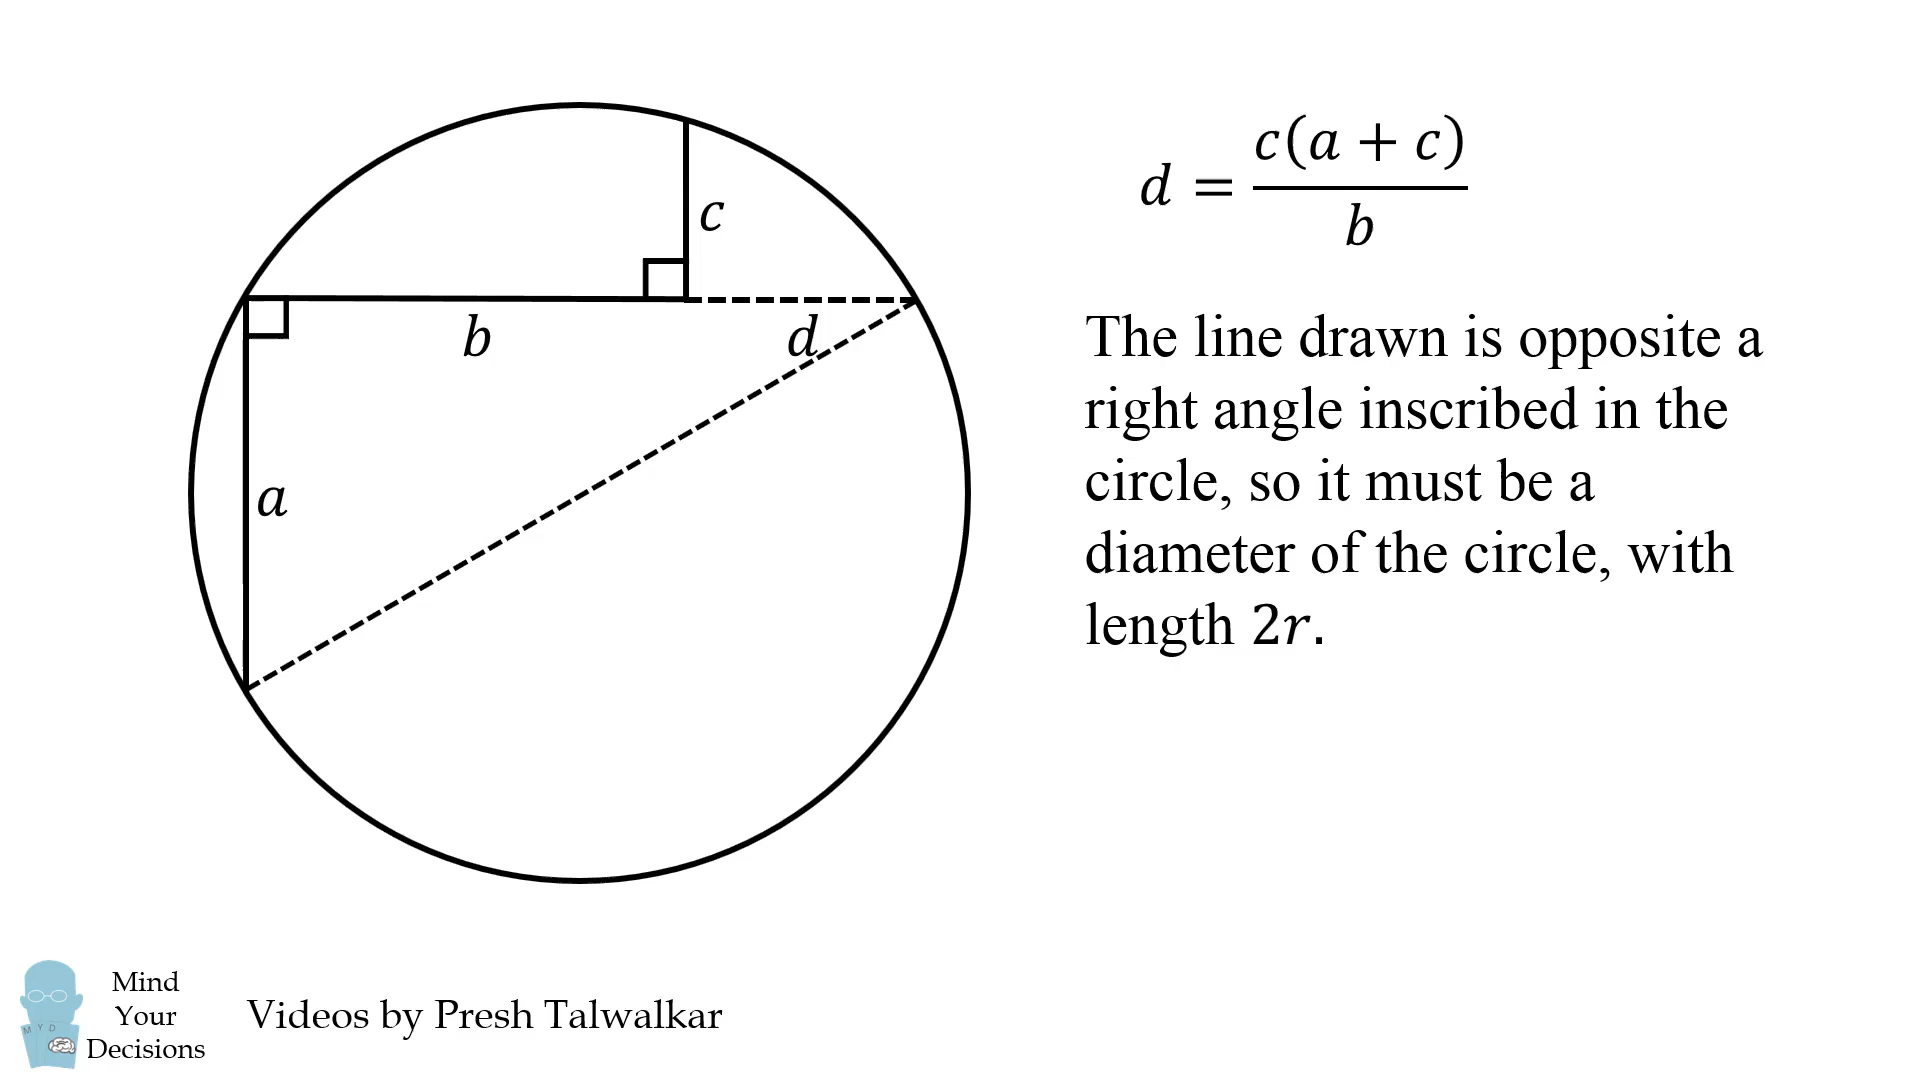 c
b
d
a
d = c(a + c) / b
The line drawn is opposite a
right angle inscribed in the
circle, so it must be a
diameter of the circle, with
length 2r.
M Y D
Mind
Your
Decisions
Videos by Presh Talwalkar